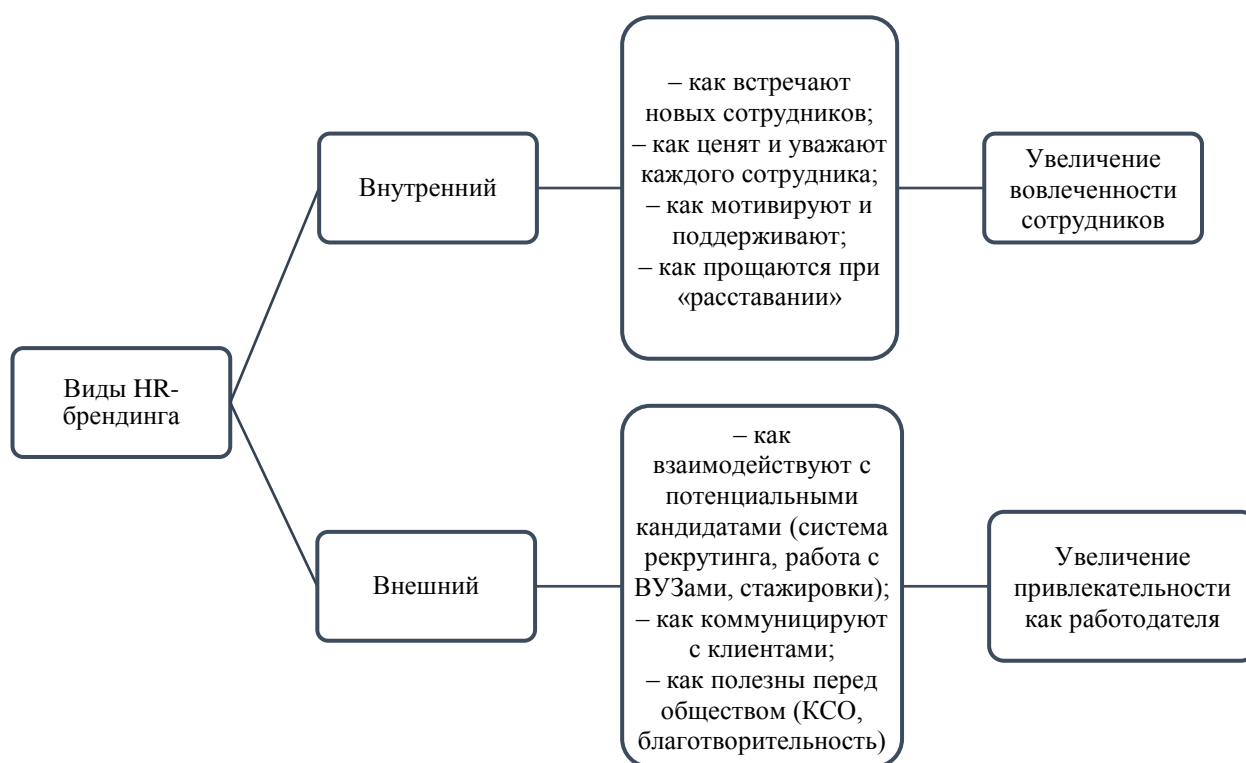 Виды HR-
брендинга
Внутренний
– как встречают
новых сотрудников;
– как ценят и уважают
каждого сотрудника;
– как мотивируют и
поддерживают;
– как прощаются при
«расставании»
Увеличение
вовлеченности
сотрудников
Внешний
– как
взаимодействуют с
потенциальными
кандидатами (система
рекрутинга, работа с
ВУЗами, стажировки);
– как коммуницируют
с клиентами;
– как полезны перед
обществом (КСО,
благотворительность)
Увеличение
привлекательности
как работодателя